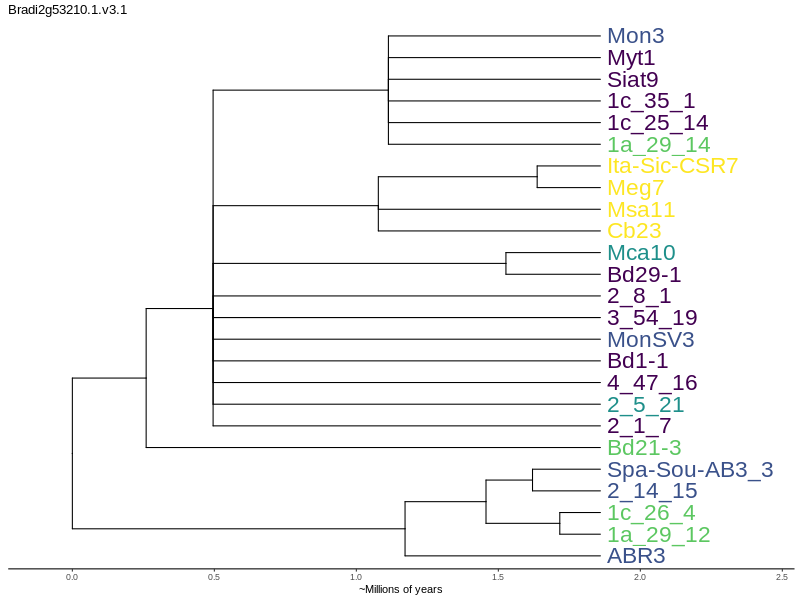 Bradi2g53210.1.v3.1
Mon3
Myt1
Siat9
1c_35_1
1c_25_14
1a_29_14
Ita-Sic-CSR7
Meg7
Msa11
Cb23
Mca10
Bd29-1
2_8_1
3_54_19
MonSV3
Bd1-1
4_47_16
2_5_21
2_1_7
Bd21-3
Spa-Sou-AB3_3
2_14_15
1c_26_4
1a_29_12
ABR3
0.0 0.5 1.0 1.5 2.0 2.5
~Millions of years